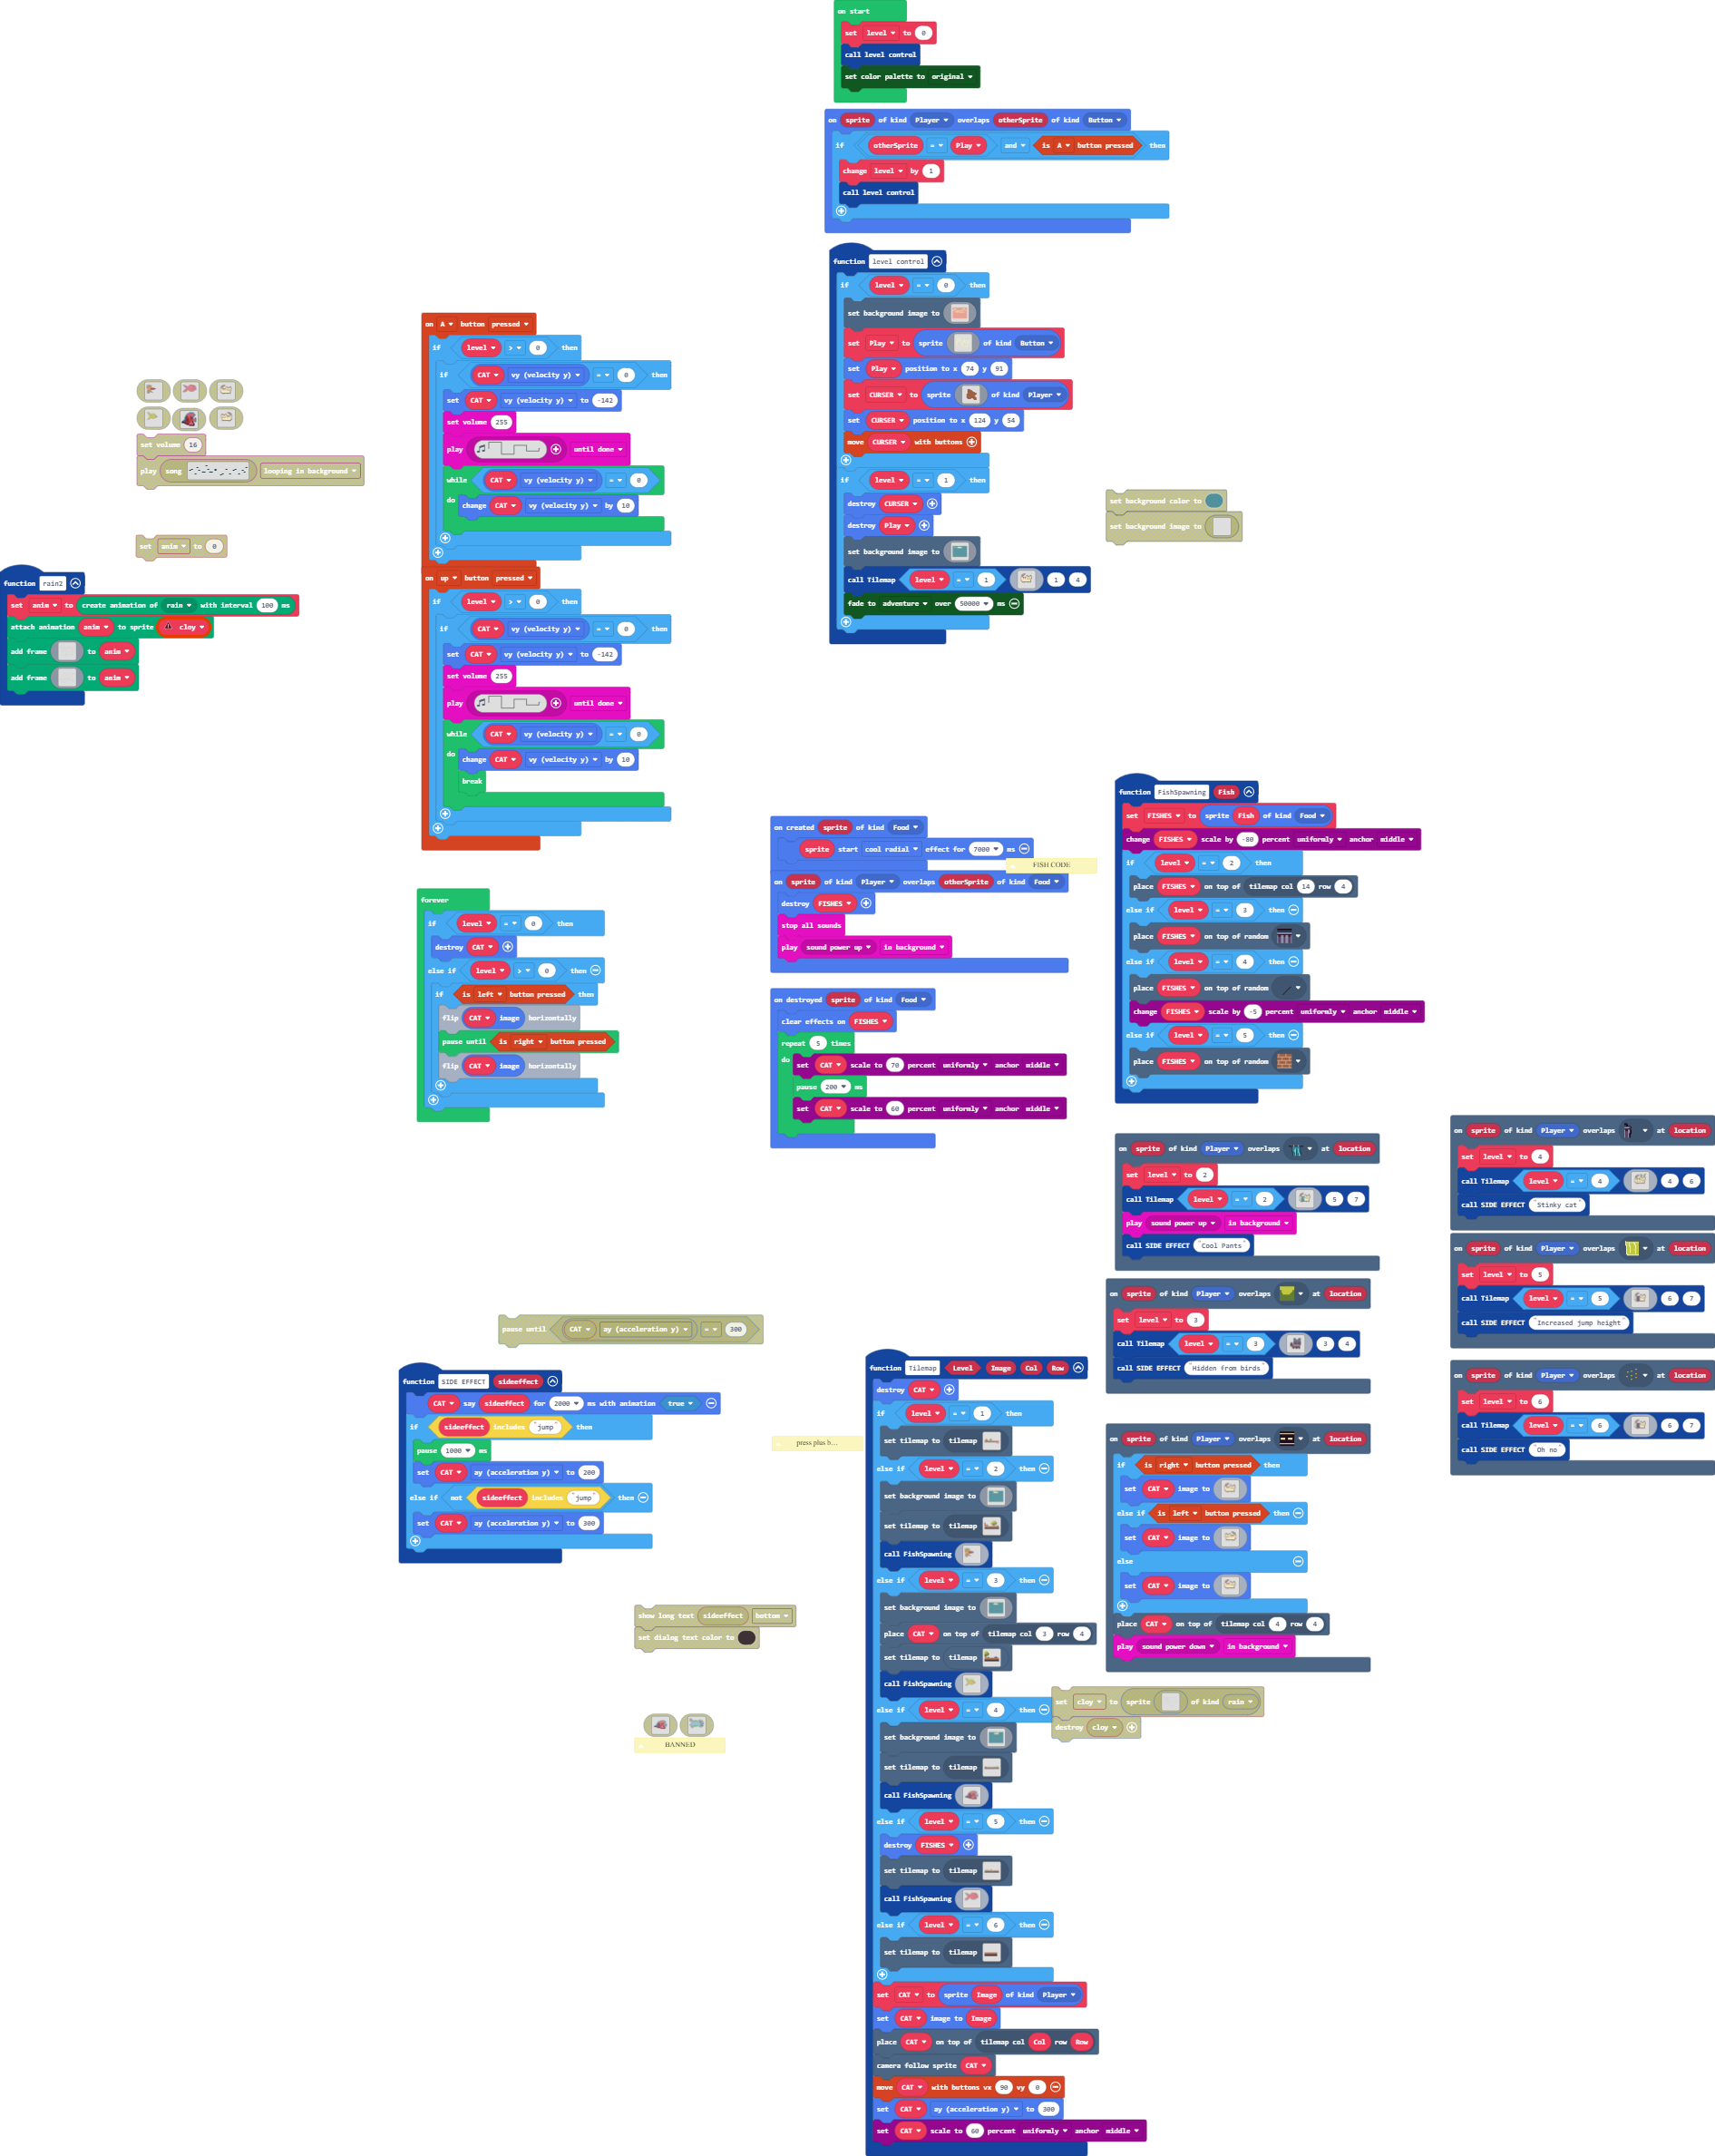 on start
set level to 0
call level control
set color palette to original
on sprite of kind Player overlaps otherSprite of kind Button
if otherSprite = Play and is A button pressed then
change level by 1
call level control
function level control
if level = 0 then
set background image to
set Play to sprite of kind Button
set Play position to x 74 y 91
set CURSER to sprite of kind Player
set CURSER position to x 124 y 54
move CURSER with buttons
if level = 1 then
destroy CURSER
destroy Play
set background image to
call Tilemap level = 1 1 4
fade to adventure over 50000 ms
set background color to
set background image to
on A button pressed
if level > 0 then
if CAT vy (velocity y) = 0 then
set CAT vy (velocity y) to -142
set volume 255
play until done
while CAT vy (velocity y) = 0
do change CAT vy (velocity y) by 10
on up button pressed
if level > 0 then
if CAT vy (velocity y) = 0 then
set CAT vy (velocity y) to -142
set volume 255
play until done
while CAT vy (velocity y) = 0
do change CAT vy (velocity y) by 10
break
set volume 16
play song looping in background
set anim to 0
function rain2
set anim to create animation of rain with interval 100 ms
attach animation anim to sprite cloy
add frame to anim
add frame to anim
forever
if level = 0 then
destroy CAT
else if level > 0 then
if is left button pressed then
flip CAT image horizontally
pause until is right button pressed
flip CAT image horizontally
on created sprite of kind Food
sprite start cool radial effect for 7000 ms
FISH CODE
on sprite of kind Player overlaps otherSprite of kind Food
destroy FISHES
stop all sounds
play sound power up in background
on destroyed sprite of kind Food
clear effects on FISHES
repeat 5 times
do set CAT scale to 70 percent uniformly anchor middle
pause 200 ms
set CAT scale to 60 percent uniformly anchor middle
function FishSpawning Fish
set FISHES to sprite Fish of kind Food
change FISHES scale by -80 percent uniformly anchor middle
if level = 2 then
place FISHES on top of tilemap col 14 row 4
else if level = 3 then
place FISHES on top of random
else if level = 4 then
place FISHES on top of random
change FISHES scale by -5 percent uniformly anchor middle
else if level = 5 then
place FISHES on top of random
on sprite of kind Player overlaps at location
set level to 2
call Tilemap level = 2 5 7
play sound power up in background
call SIDE EFFECT "Cool Pants"
on sprite of kind Player overlaps at location
set level to 3
call Tilemap level = 3 3 4
call SIDE EFFECT "Hidden from birds"
on sprite of kind Player overlaps at location
if is right button pressed then
set CAT image to
else if is left button pressed then
set CAT image to
else
set CAT image to
place CAT on top of tilemap col 4 row 4
play sound power down in background
on sprite of kind Player overlaps at location
set level to 4
call Tilemap level = 4 4 6
call SIDE EFFECT "Stinky cat"
on sprite of kind Player overlaps at location
set level to 5
call Tilemap level = 5 6 7
call SIDE EFFECT "Increased jump height"
on sprite of kind Player overlaps at location
set level to 6
call Tilemap level = 6 6 7
call SIDE EFFECT "Oh no"
pause until CAT ay (acceleration y) = 300
function SIDE EFFECT sideeffect
CAT say sideeffect for 2000 ms with animation true
if sideeffect includes "jump" then
pause 1000 ms
set CAT ay (acceleration y) to 200
else if not sideeffect includes "jump" then
set CAT ay (acceleration y) to 300
press plus b...
show long text sideeffect bottom
set dialog text color to
BANNED
set cloy to sprite of kind rain
destroy cloy
function Tilemap Level Image Col Row
destroy CAT
if level = 1 then
set tilemap to tilemap
else if level = 2 then
set background image to
set tilemap to tilemap
call FishSpawning
else if level = 3 then
set background image to
place CAT on top of tilemap col 3 row 4
set tilemap to tilemap
call FishSpawning
else if level = 4 then
set background image to
set tilemap to tilemap
call FishSpawning
else if level = 5 then
destroy FISHES
set tilemap to tilemap
call FishSpawning
else if level = 6 then
set tilemap to tilemap
set CAT to sprite Image of kind Player
set CAT image to Image
place CAT on top of tilemap col Col row Row
camera follow sprite CAT
move CAT with buttons vx 90 vy 0
set CAT ay (acceleration y) to 300
set CAT scale to 60 percent uniformly anchor middle